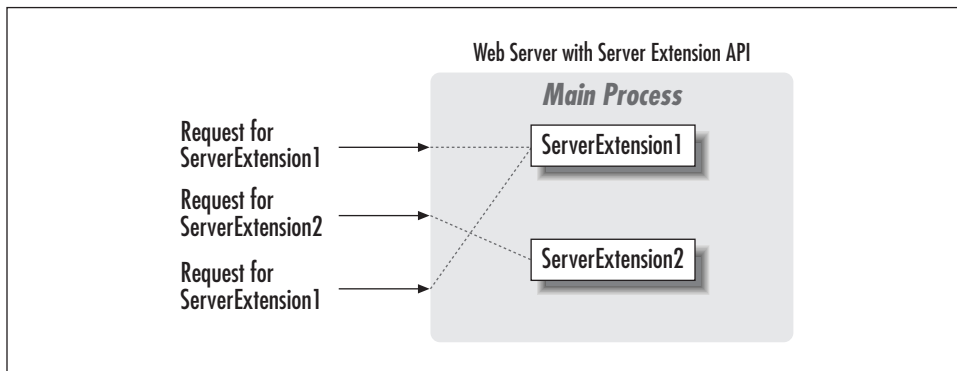 Web Server with Server Extension API
Main Process
Request for
ServerExtension1
ServerExtension1
Request for
ServerExtension2
ServerExtension2
Request for
ServerExtension1